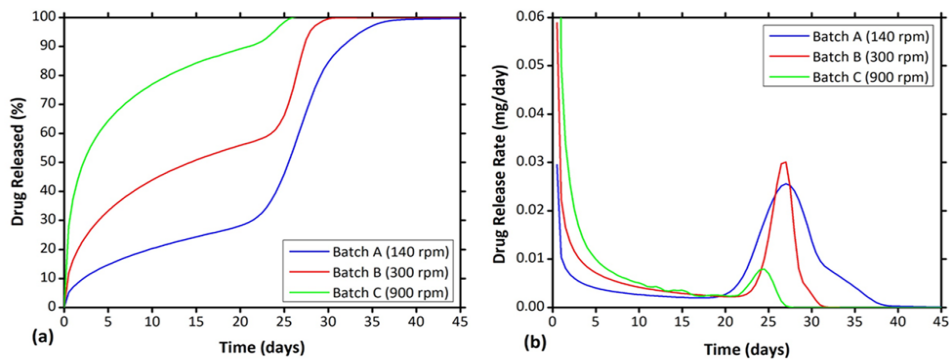 100
90
80
70
60
50
40
30
20
10
0
Drug Released (%)
Batch A (140 rpm)
Batch B (300 rpm)
Batch C (900 rpm)
0 5 10 15 20 25 30 35 40 45
(a)
Time (days)
0.06
0.05
0.04
0.03
0.02
0.01
0.00
Drug Release Rate (mg/day)
Batch A (140 rpm)
Batch B (300 rpm)
Batch C (900 rpm)
0 5 10 15 20 25 30 35 40 45
(b)
Time (days)